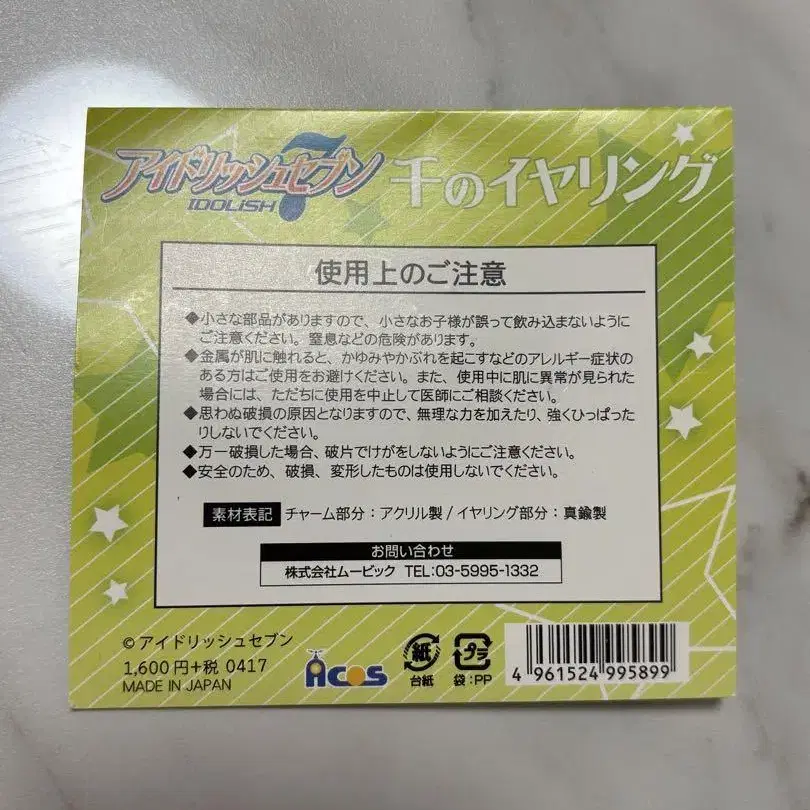 アイドリッシュセブン 7 千のイヤリング
IDOLiSH
使用上のご注意
◆小さな部品がありますので、小さなお子様が誤って飲み込まないように
ご注意ください。窒息などの危険があります。
◆金属が肌に触れると、かゆみやかぶれを起こすなどのアレルギー症状の
ある方はご使用をお避けください。また、使用中に肌に異常が見られた
場合には、ただちに使用を中止して医師にご相談ください。
◆思わぬ破損の原因となりますので、無理な力を加えたり、強くひっぱった
りしないでください。
◆万一破損した場合、破片でけがをしないようにご注意ください。
◆安全のため、破損、変形したものは使用しないでください。
素材表記 チャーム部分：アクリル製 / イヤリング部分：真鍮製
お問い合わせ
株式会社ムービック TEL:03-5995-1332
©アイドリッシュセブン
1,600円+税 0417
MADE IN JAPAN
acos
紙
台紙
プラ
袋:PP
4 961524 995899